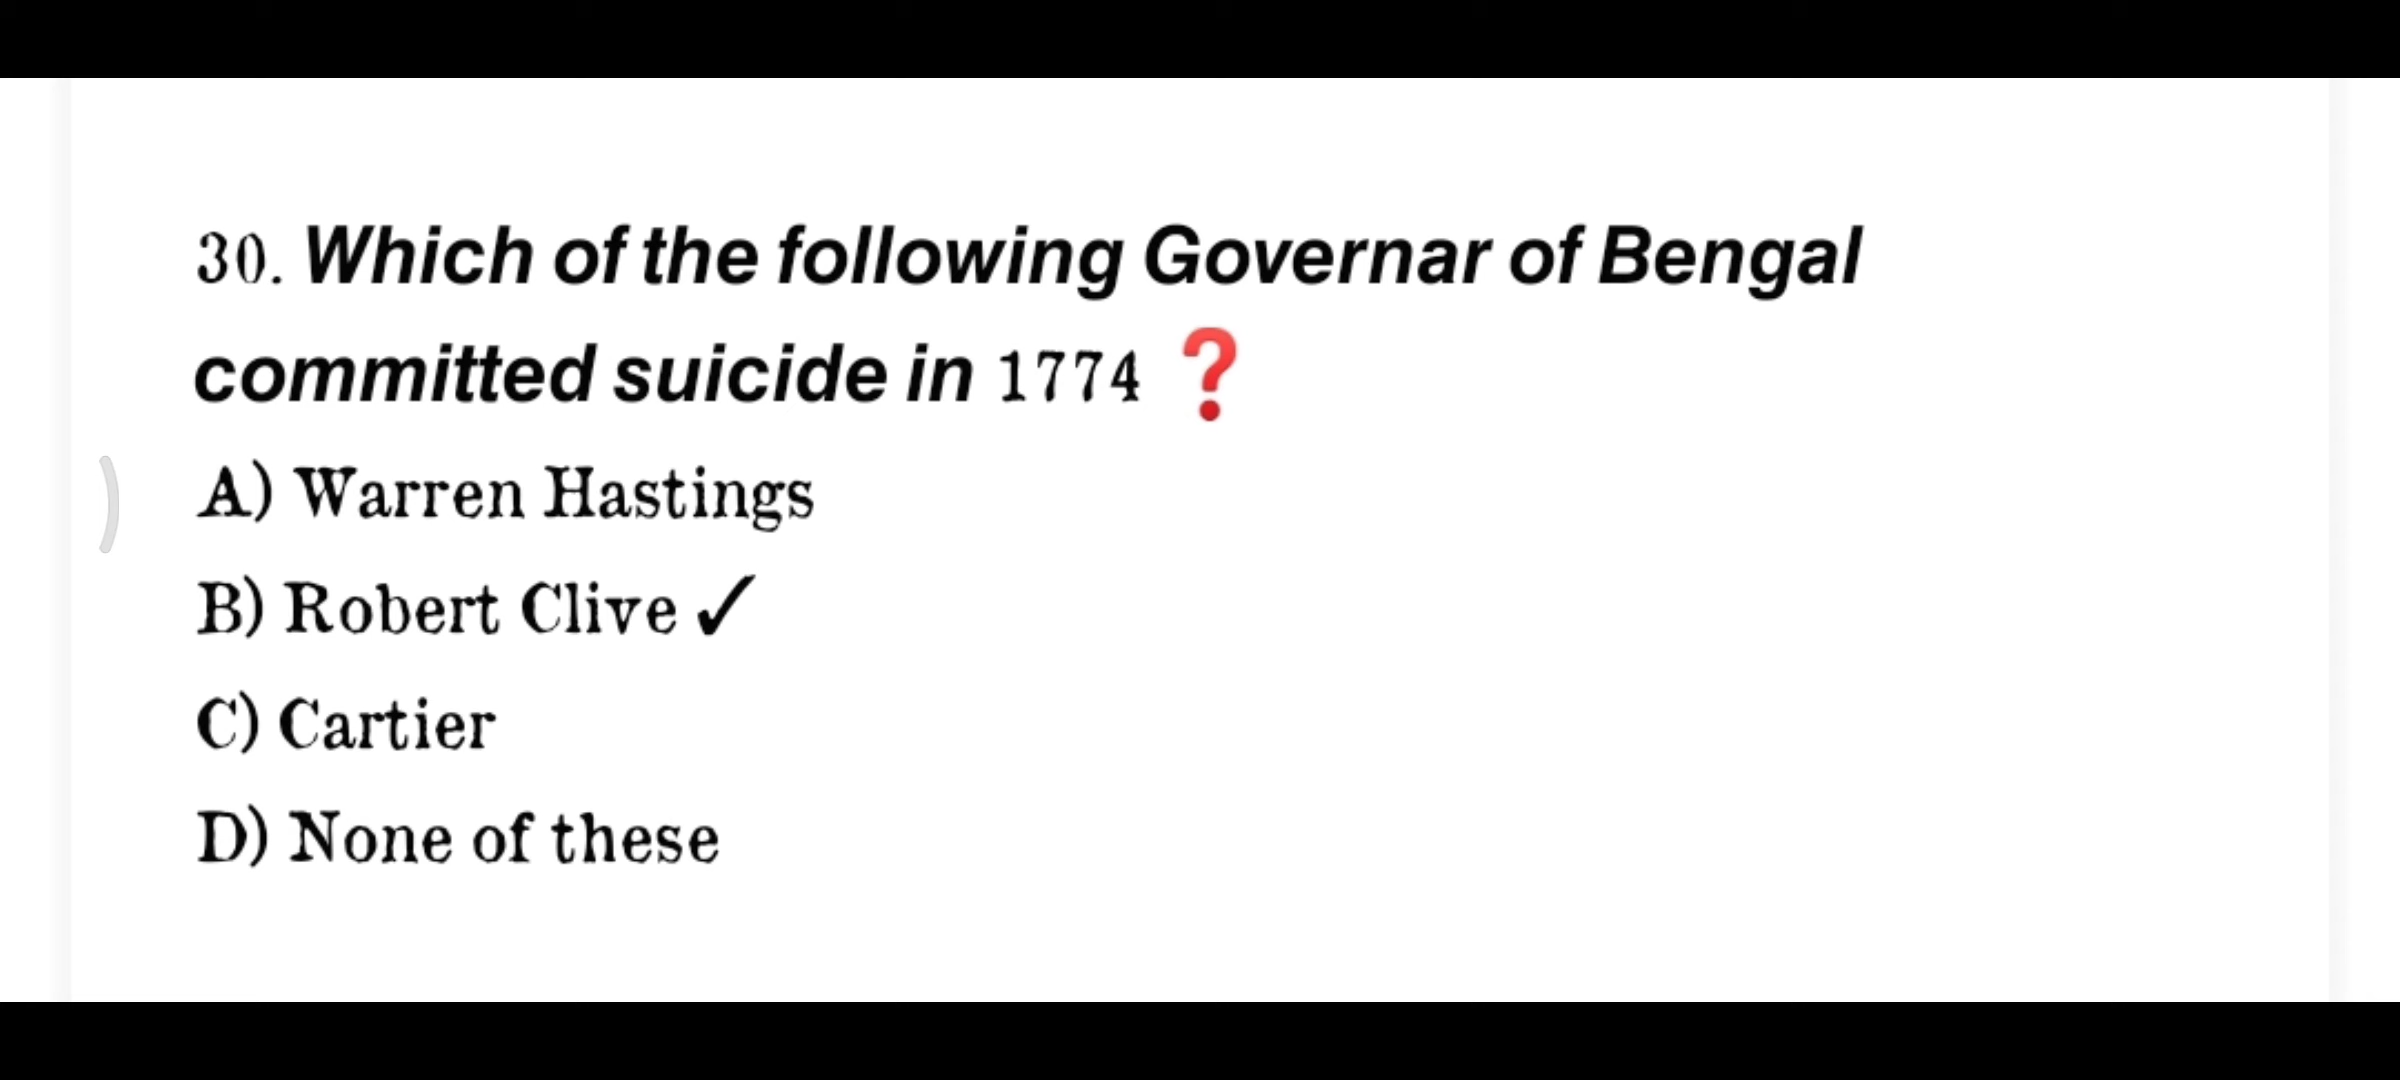 30. Which of the following Governar of Bengal
committed suicide in 1774 ❓
A) Warren Hastings
B) Robert Clive ✓
C) Cartier
D) None of these